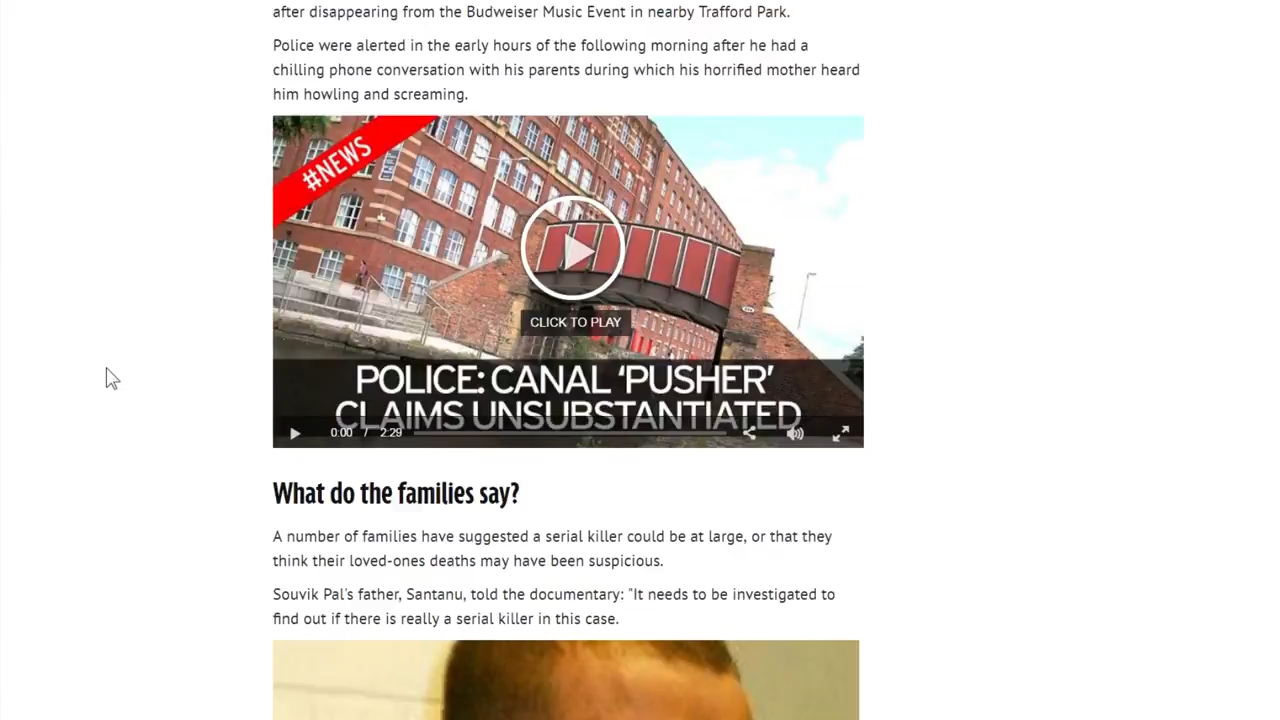 after disappearing from the Budweiser Music Event in nearby Trafford Park.
Police were alerted in the early hours of the following morning after he had a
chilling phone conversation with his parents during which his horrified mother heard
him howling and screaming.
#NEWS
CLICK TO PLAY
POLICE: CANAL ‘PUSHER’
CLAIMS UNSUBSTANTIATED
0:00 / 2:29
What do the families say?
A number of families have suggested a serial killer could be at large, or that they
think their loved-ones deaths may have been suspicious.
Souvik Pal's father, Santanu, told the documentary: "It needs to be investigated to
find out if there is really a serial killer in this case.